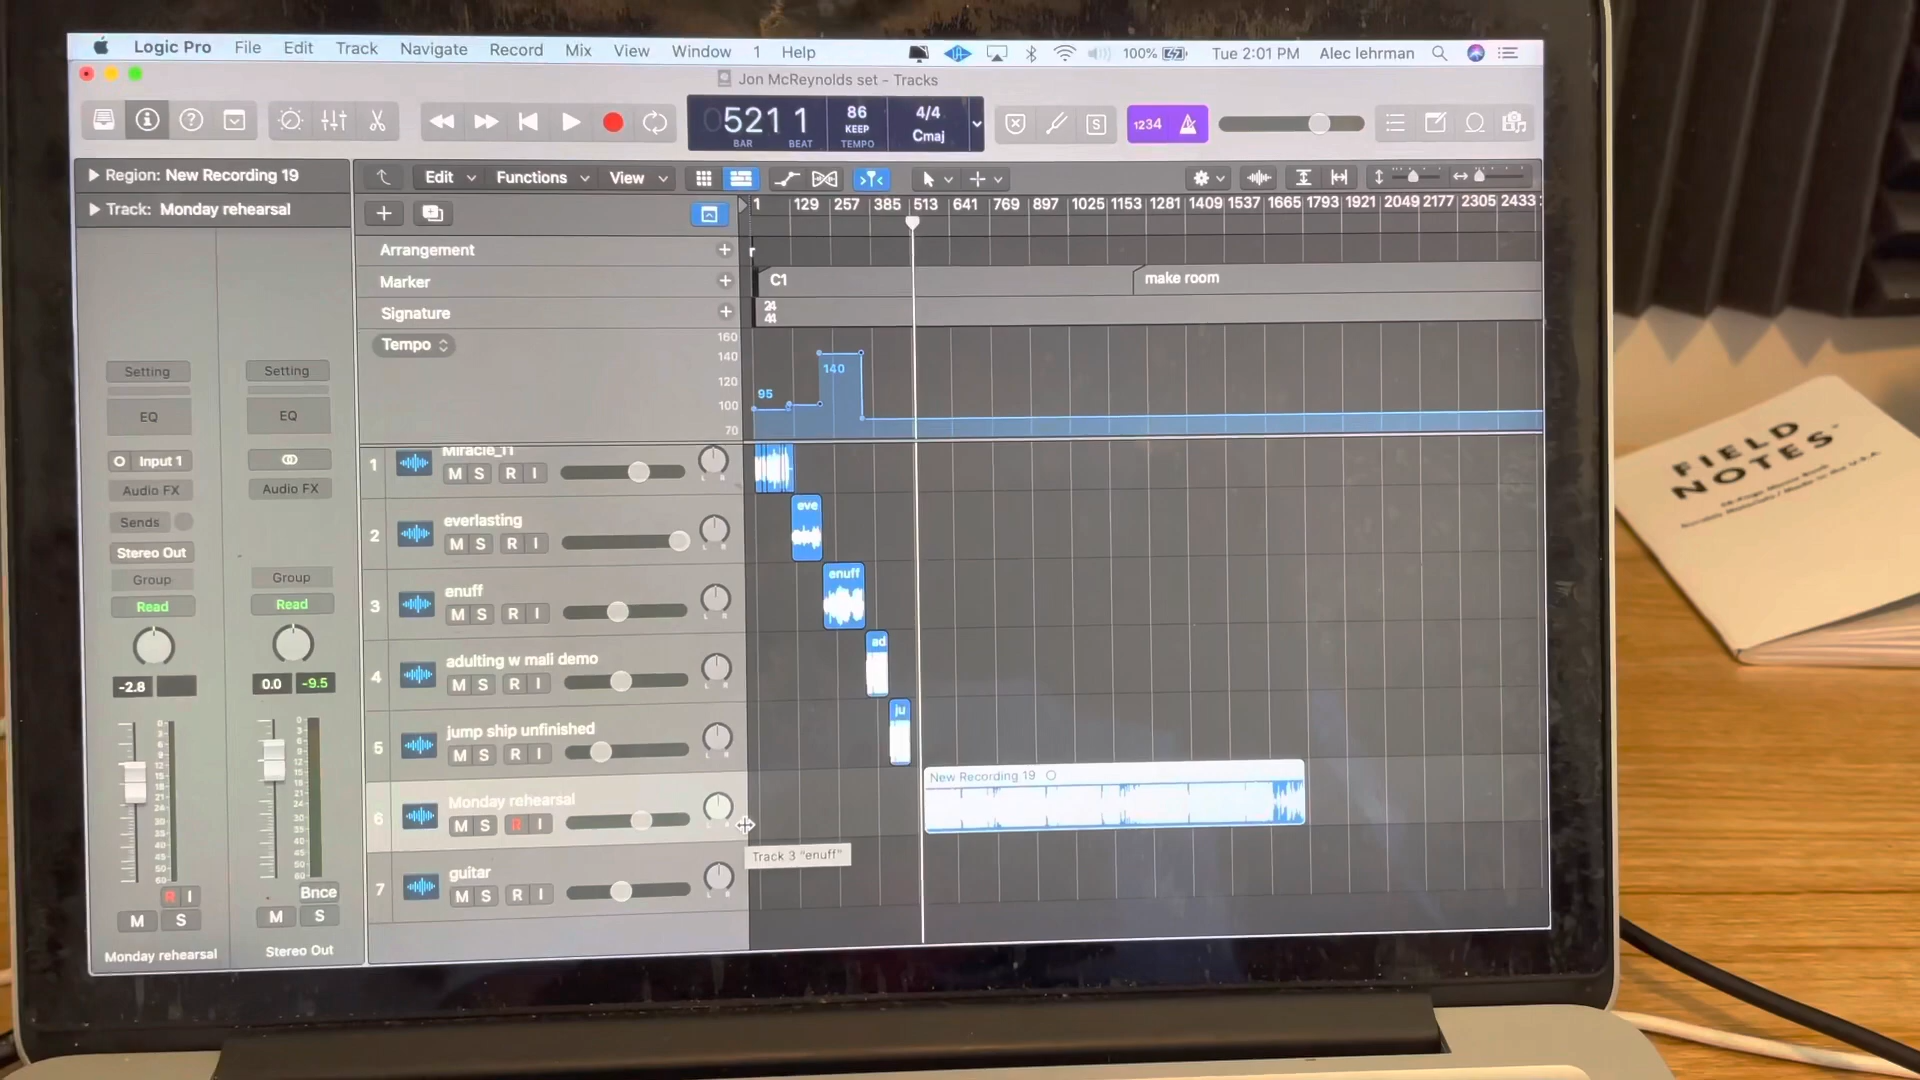 Logic Pro File Edit Track Navigate Record Mix View Window 1 Help 100% Tue 2:01 PM Alec lehrman
Jon McReynolds set - Tracks
521 1 86 4/4
KEEP Cmaj
BAR BEAT TEMPO
S 1234
Region: New Recording 19
Edit Functions View
Track: Monday rehearsal
1 129 257 385 513 641 769 897 1025 1153 1281 1409 1537 1665 1793 1921 2049 2177 2305 2433
Arrangement
Marker C1 make room
Signature 24
44
Tempo 160
140
120
100
70
140
95
Setting Setting
EQ EQ
Input 1
Audio FX Audio FX
Sends
Stereo Out
Group Group
Read Read
-2.8 0.0 -9.5
R I Bnce
M S M S
Monday rehearsal Stereo Out
1 Miracle_11
M S R I
2 everlasting
M S R I
eve
3 enuff
M S R I
enuff
4 adulting w mali demo
M S R I
ad
5 jump ship unfinished
M S R I
ju
6 Monday rehearsal
M S R I
New Recording 19
Track 3 "enuff"
7 guitar
M S R I
FIELD
NOTES